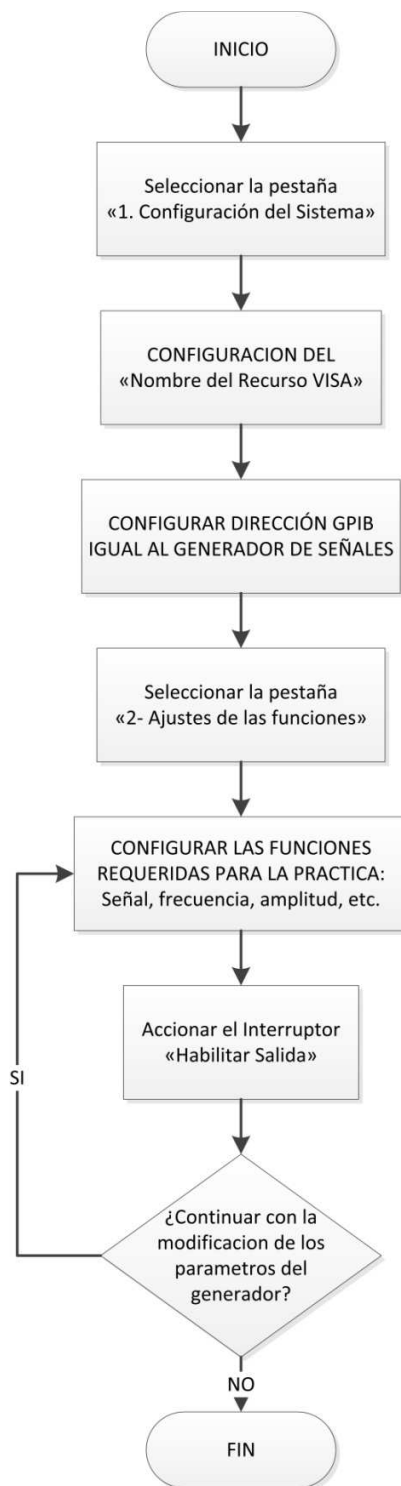 INICIO
Seleccionar la pestaña
«1. Configuración del Sistema»
CONFIGURACION DEL
«Nombre del Recurso VISA»
CONFIGURAR DIRECCIÓN GPIB
IGUAL AL GENERADOR DE SEÑALES
Seleccionar la pestaña
«2- Ajustes de las funciones»
CONFIGURAR LAS FUNCIONES
REQUERIDAS PARA LA PRACTICA:
Señal, frecuencia, amplitud, etc.
Accionar el Interruptor
«Habilitar Salida»
SI
¿Continuar con la
modificacion de los
parametros del
generador?
NO
FIN